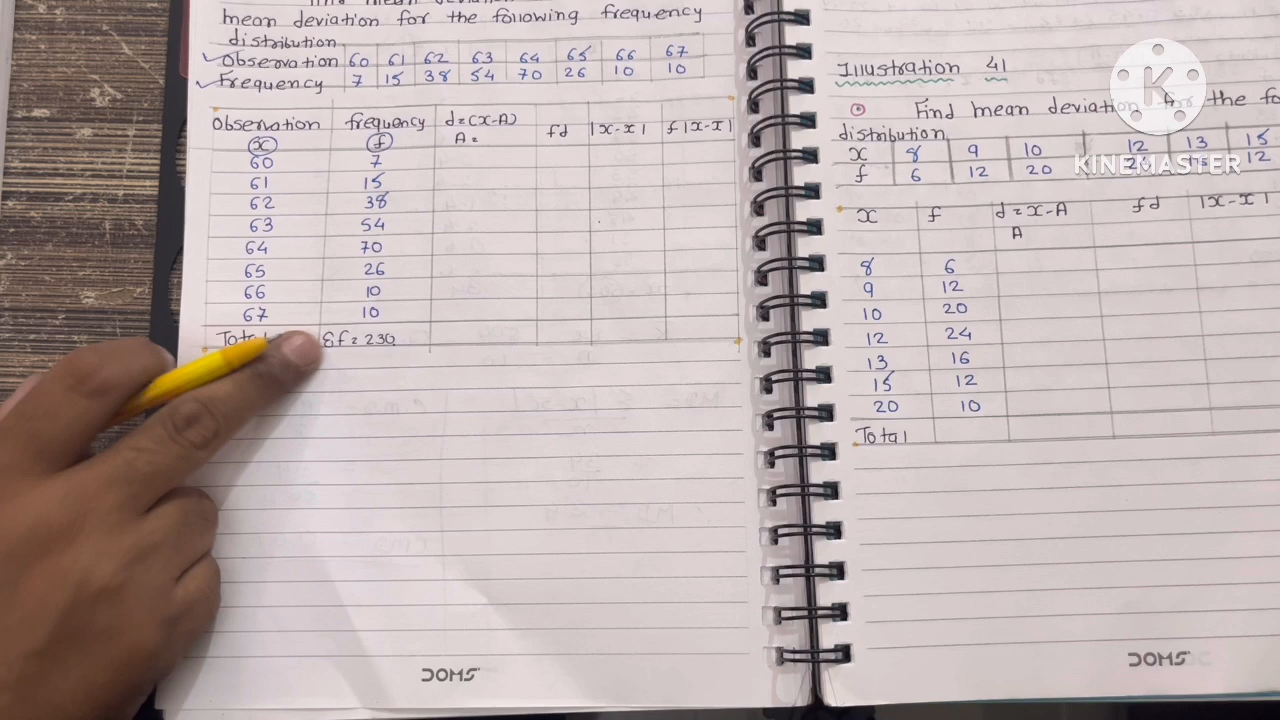 mean deviation for the following frequency
distribution
Observation 60 61 62 63 64 65 66 67
Frequency 7 15 38 54 70 26 10 10
Observation frequency d=(x-A) fd |x-x̄| f|x-x̄|
x f A=
60 7
61 15
62 38
63 54
64 70
65 26
66 10
67 10
Total Σf=230
DOMS
Illustration 41
Find mean deviation for the
distribution
x 8 9 10 12 13 15
f 6 12 20 12
x f d=x-A fd |x-x̄|
A
8 6
9 12
10 20
12 24
13 16
15 12
20 10
Total
DOMS
K
KINEMASTER